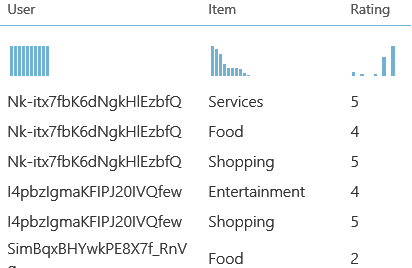 User Item Rating
Nk-itx7fbK6dNgkHlEzbfQ Services 5
Nk-itx7fbK6dNgkHlEzbfQ Food 4
Nk-itx7fbK6dNgkHlEzbfQ Shopping 5
I4pbzIgmaKFIPJ20IVQfew Entertainment 4
I4pbzIgmaKFIPJ20IVQfew Shopping 5
SimBqxBHYwkPE8X7f_RnV Food 2